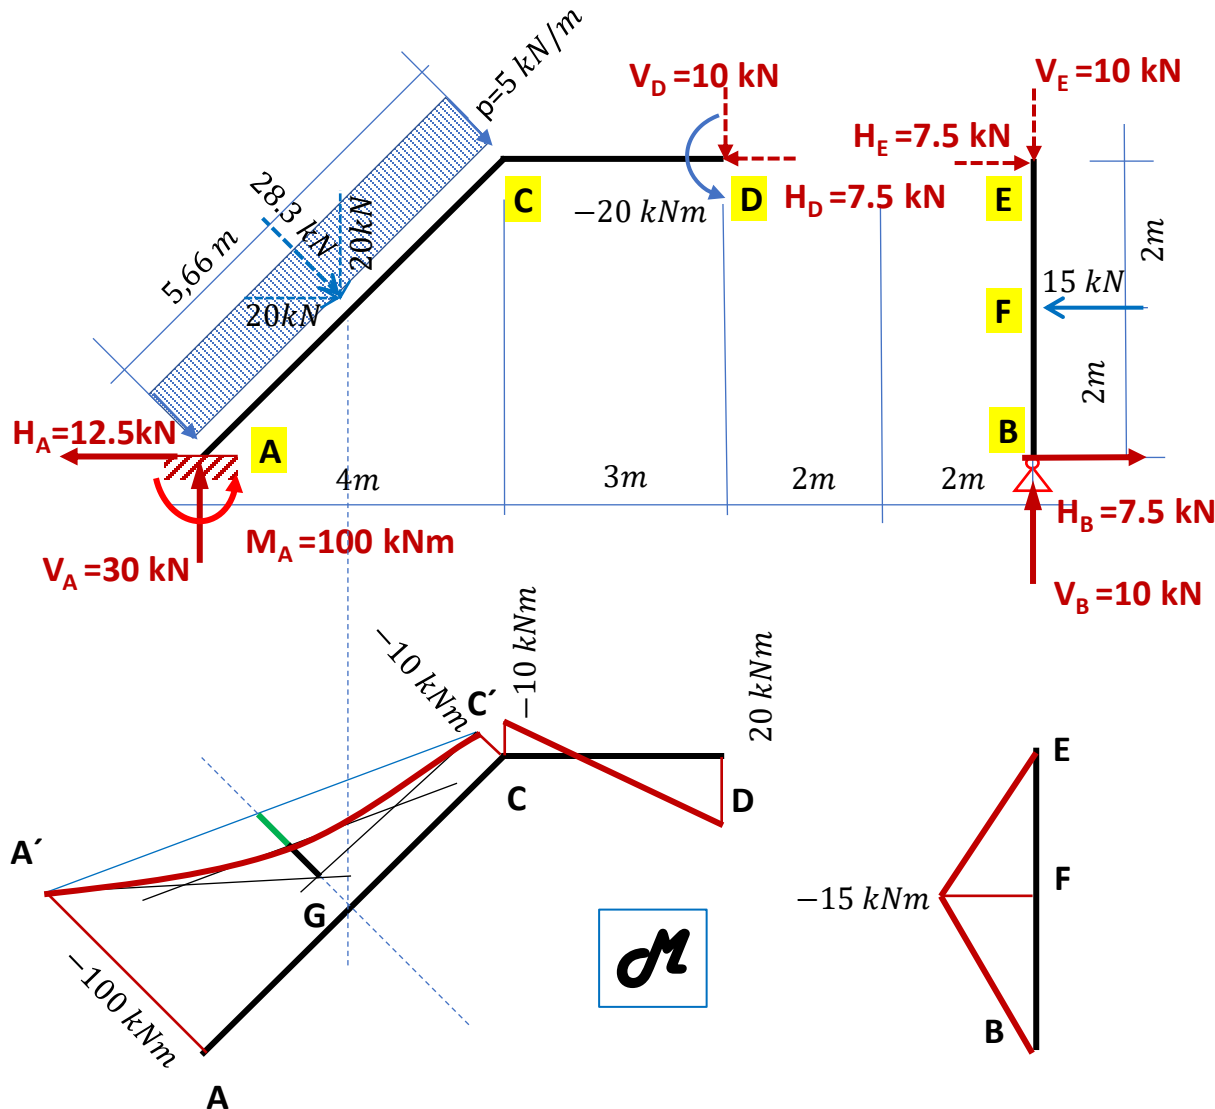 p=5 kN/m
V_D =10 kN
V_E =10 kN
H_E =7.5 kN
28.3 kN
20kN
5,66 m
C
−20 kNm
D
H_D =7.5 kN
E
2m
15 kN
20kN
F
2m
H_A=12.5kN
A
B
4m
3m
2m
2m
M_A =100 kNm
H_B =7.5 kN
V_A =30 kN
V_B =10 kN
−10 kNm
−10 kNm
20 kNm
C´
E
C
D
A´
F
G
−15 kNm
M
−100 kNm
B
A